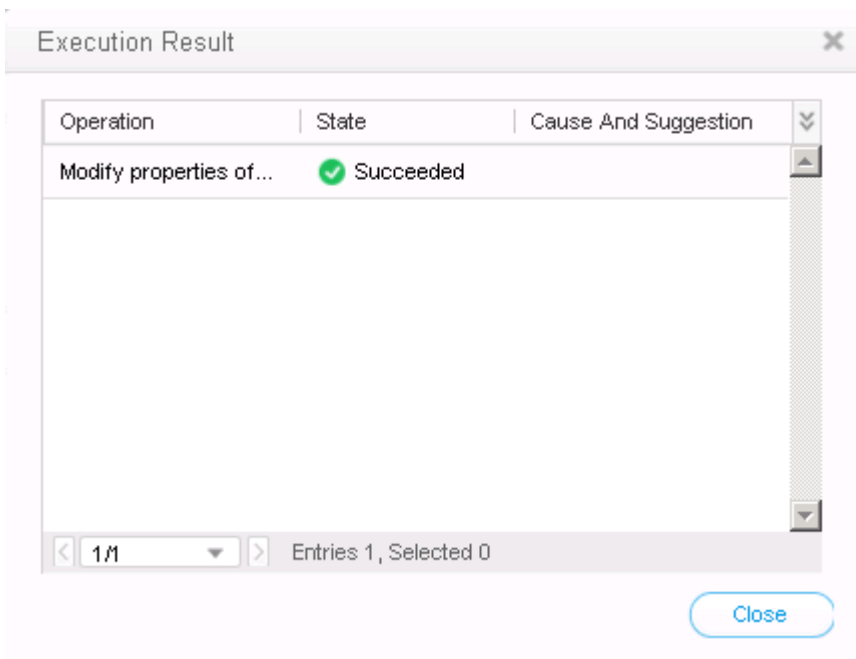 Execution Result
Operation State Cause And Suggestion
Modify properties of... Succeeded
1/1 Entries 1, Selected 0
Close